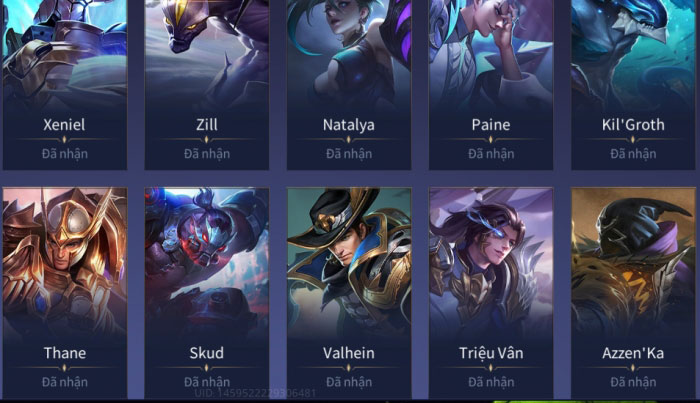 Xeniel
Đã nhận
Zill
Đã nhận
Natalya
Đã nhận
Paine
Đã nhận
Kil'Groth
Đã nhận
Thane
Đã nhận
Skud
Đã nhận
Valhein
Đã nhận
Triệu Vân
Đã nhận
Azzen'Ka
Đã nhận
UID: 1459522229306481